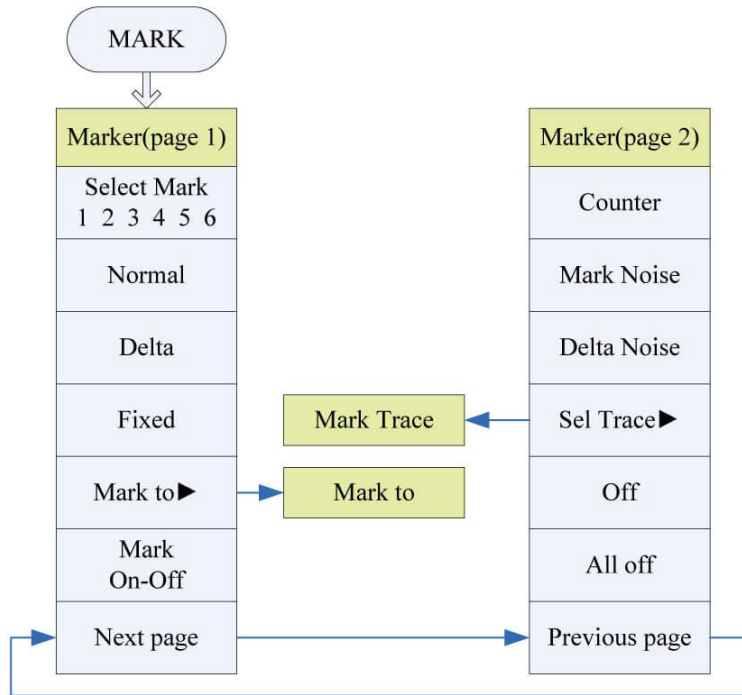 MARK
Marker(page 1)
Select Mark
1 2 3 4 5 6
Normal
Delta
Fixed
Mark to►
Mark
On-Off
Next page
Mark Trace
Mark to
Marker(page 2)
Counter
Mark Noise
Delta Noise
Sel Trace►
Off
All off
Previous page